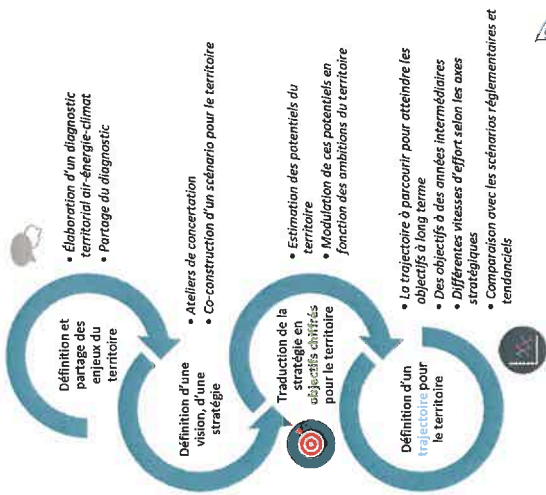 Définition et
partage des
enjeux du
territoire
• Élaboration d'un diagnostic
territorial air-énergie-climat
• Partage du diagnostic
Définition d'une
vision, d'une
stratégie
• Ateliers de concertation
• Co-construction d'un scénario pour le territoire
Traduction de la
stratégie en
objectifs chiffrés
pour le territoire
• Estimation des potentiels du
territoire
• Modulation de ces potentiels en
fonction des ambitions du territoire
Définition d'un
trajectoire pour
le territoire
• La trajectoire à parcourir pour atteindre les
objectifs à long terme
• Des objectifs à des années intermédiaires
• Différentes vitesses d'effort selon les axes
stratégiques
• Comparaison avec les scénarios réglementaires et
tendanciels